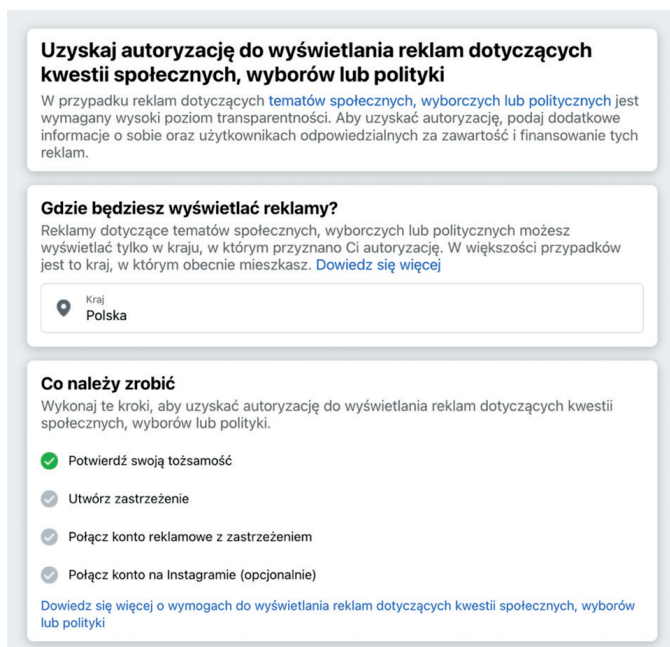 Uzyskaj autoryzację do wyświetlania reklam dotyczących
kwestii społecznych, wyborów lub polityki
W przypadku reklam dotyczących tematów społecznych, wyborczych lub politycznych jest
wymagany wysoki poziom transparentności. Aby uzyskać autoryzację, podaj dodatkowe
informacje o sobie oraz użytkownikach odpowiedzialnych za zawartość i finansowanie tych
reklam.
Gdzie będziesz wyświetlać reklamy?
Reklamy dotyczące tematów społecznych, wyborczych lub politycznych możesz
wyświetlać tylko w kraju, w którym przyznano Ci autoryzację. W większości przypadków
jest to kraj, w którym obecnie mieszkasz. Dowiedz się więcej
Kraj
Polska
Co należy zrobić
Wykonaj te kroki, aby uzyskać autoryzację do wyświetlania reklam dotyczących kwestii
społecznych, wyborów lub polityki.
Potwierdź swoją tożsamość
Utwórz zastrzeżenie
Połącz konto reklamowe z zastrzeżeniem
Połącz konto na Instagramie (opcjonalnie)
Dowiedz się więcej o wymogach do wyświetlania reklam dotyczących kwestii społecznych, wyborów
lub polityki